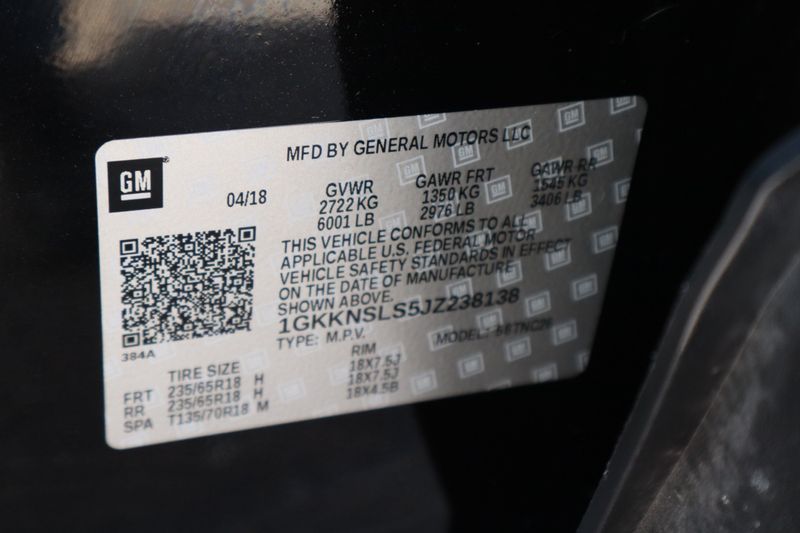 MFD BY GENERAL MOTORS LLC
GM
04/18
GVWR
2722 KG
6001 LB
GAWR FRT
1350 KG
2976 LB
GAWR RR
1545 KG
3406 LB
THIS VEHICLE CONFORMS TO ALL
APPLICABLE U.S. FEDERAL MOTOR
VEHICLE SAFETY STANDARDS IN EFFECT
ON THE DATE OF MANUFACTURE
SHOWN ABOVE.
1GKKNSLS5JZ238138
TYPE: M.P.V. MODEL:
384A
TIRE SIZE RIM
FRT 235/65R18 H 18X7.5J
RR 235/65R18 H 18X7.5J
SPA T135/70R18 M 18X4.5B